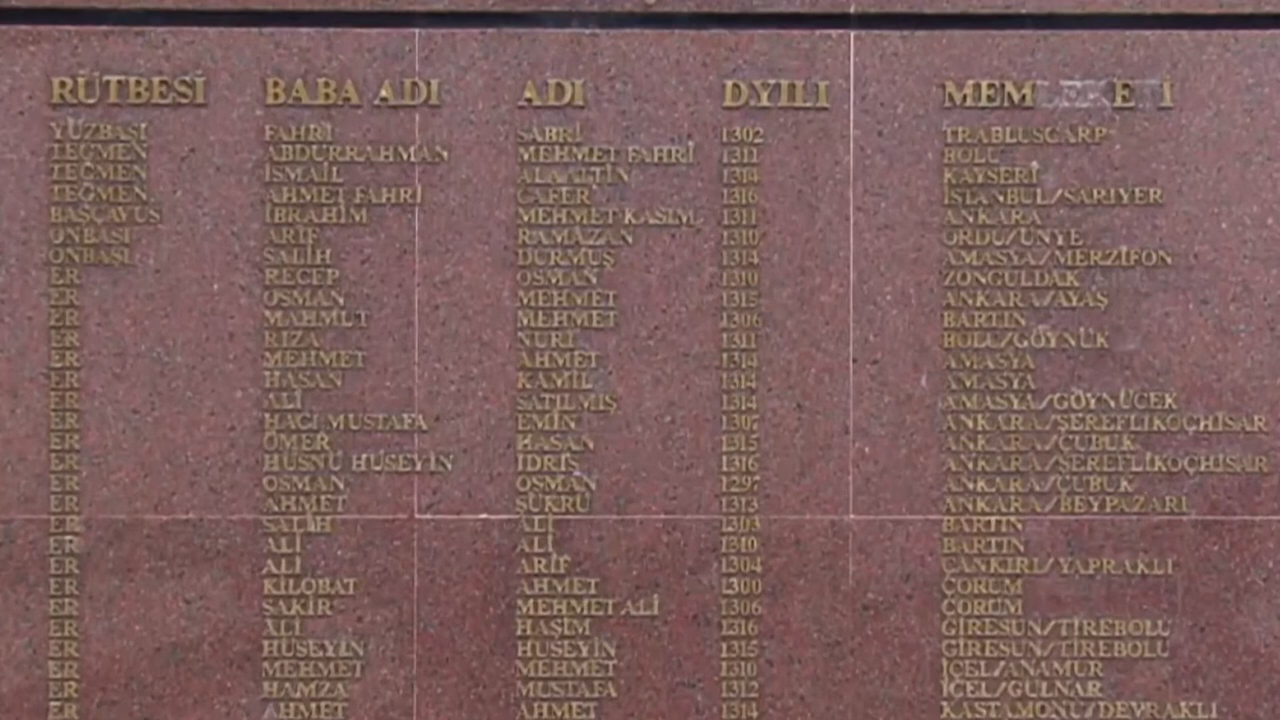 RÜTBESİ BABA ADI ADI DYILI MEMLEKETİ
YÜZBAŞI FAHRİ SABRİ 1302 TRABLUSGARP
TEĞMEN ABDURRAHMAN MEHMET FAHRİ 1311 BOLU
TEĞMEN İSMAİL ALAATTİN 1314 KAYSERİ
TEĞMEN AHMET FAHRİ CAFER 1316 İSTANBUL/SARIYER
BAŞÇAVUŞ İBRAHİM MEHMET KASIM 1311 ANKARA
ONBAŞI ARİF RAMAZAN 1310 ORDU/ÜNYE
ONBAŞI SALİH DURMUŞ 1314 AMASYA/MERZİFON
ER RECEP OSMAN 1310 ZONGULDAK
ER OSMAN MEHMET 1315 ANKARA/AYAŞ
ER MAHMUT MEHMET 1306 BARTIN
ER RIZA NURİ 1311 BOLU/GÖYNÜK
ER MEHMET AHMET 1314 AMASYA
ER HASAN KAMİL 1314 AMASYA
ER ALİ SATILMIŞ 1314 AMASYA/GÖYNÜCEK
ER HACI MUSTAFA EMİN 1307 ANKARA/ŞEREFLİKOÇHİSAR
ER ÖMER HASAN 1315 ANKARA/ÇUBUK
ER HÜSNÜ HÜSEYİN İDRİS 1316 ANKARA/ŞEREFLİKOÇHİSAR
ER OSMAN OSMAN 1297 ANKARA/ÇUBUK
ER AHMET ŞÜKRÜ 1313 ANKARA/BEYPAZARI
ER SALİH ALİ 1303 BARTIN
ER ALİ ALİ 1310 BARTIN
ER ALİ ARİF 1304 ÇANKIRI/YAPRAKLI
ER KILOBAT AHMET 1300 ÇORUM
ER ŞAKİR MEHMET ALİ 1306 ÇORUM
ER ALİ HAŞİM 1316 GİRESUN/TİREBOLU
ER HÜSEYİN HÜSEYİN 1315 GİRESUN/TİREBOLU
ER MEHMET MEHMET 1310 İÇEL/ANAMUR
ER HAMZA MUSTAFA 1312 İÇEL/GÜLNAR
ER AHMET AHMET 1314 KASTAMONU/DEVRAKLI